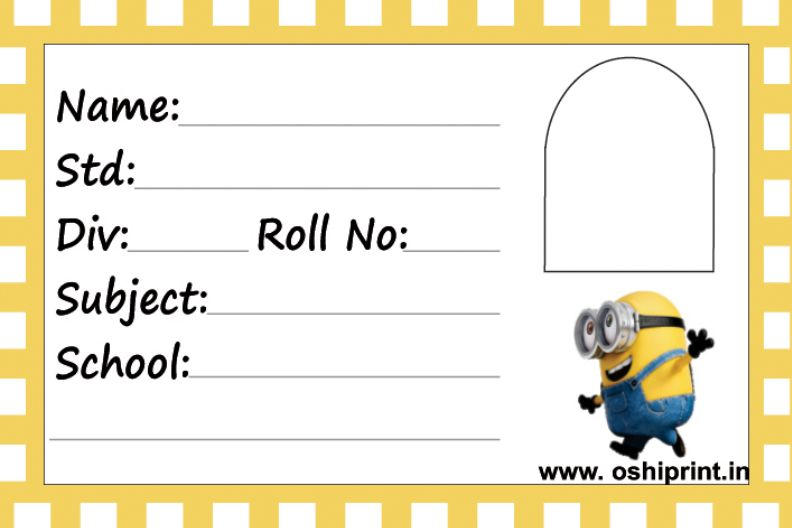 Name:
Std:
Div: Roll No:
Subject:
School:
www. oshiprint.in